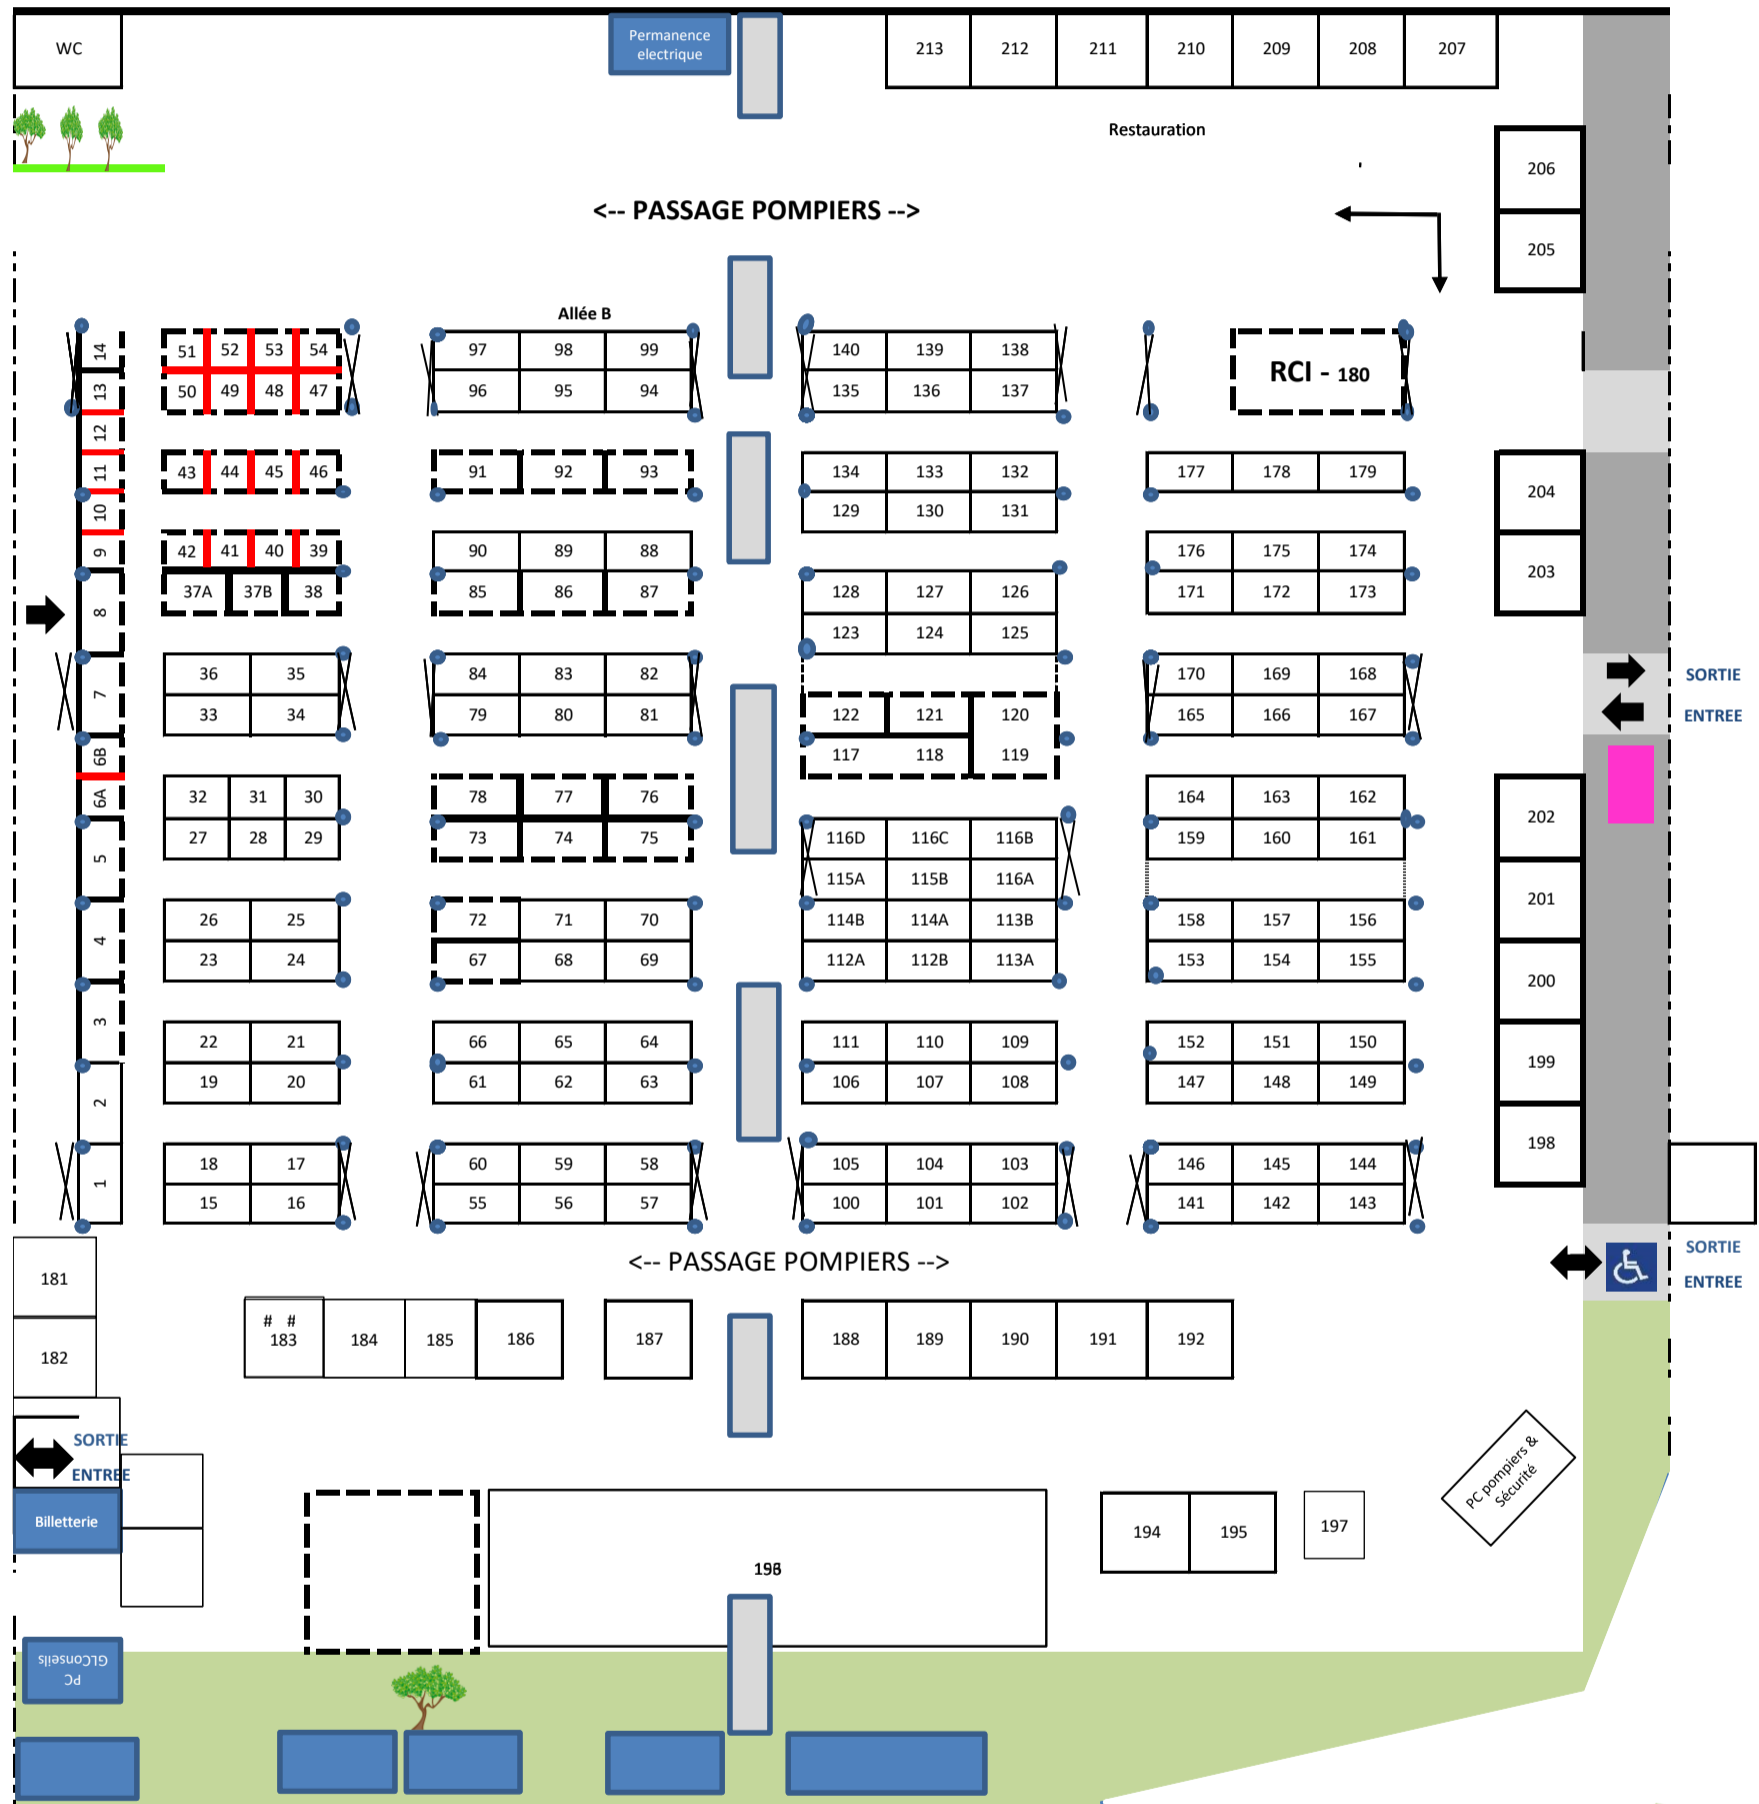 WC
Permanence
electrique
213 212 211 210 209 208 207
Restauration
206
<-- PASSAGE POMPIERS -->
205
Allée B
14 51 52 53 54 97 98 99 140 139 138 RCI - 180
13 50 49 48 47 96 95 94 135 136 137
12
11 43 44 45 46 91 92 93 134 133 132 177 178 179 204
10 129 130 131
9 42 41 40 39 90 89 88 176 175 174 203
8 37A 37B 38 85 86 87 128 127 126 171 172 173
123 124 125
7 36 35 84 83 82 170 169 168 SORTIE
33 34 79 80 81 122 121 120 165 166 167 ENTREE
6B 117 118 119
6A 32 31 30 78 77 76 164 163 162 202
5 27 28 29 73 74 75 116D 116C 116B 159 160 161
115A 115B 116A 201
4 26 25 72 71 70 114B 114A 113B 158 157 156
23 24 67 68 69 112A 112B 113A 153 154 155 200
3 22 21 66 65 64 111 110 109 152 151 150 199
2 19 20 61 62 63 106 107 108 147 148 149
198
1 18 17 60 59 58 105 104 103 146 145 144
15 16 55 56 57 100 101 102 141 142 143
<-- PASSAGE POMPIERS -->
SORTIE
ENTREE
181
# #
183 184 185 186 187 188 189 190 191 192
182
SORTIE
ENTREE
PC pompiers &
Sécurité
Billetterie
194 195 197
PC
GLConseils